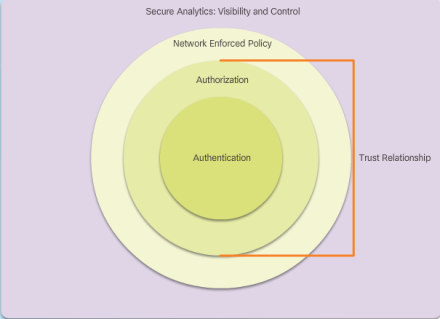 Secure Analytics: Visibility and Control
Network Enforced Policy
Authorization
Authentication
Trust Relationship